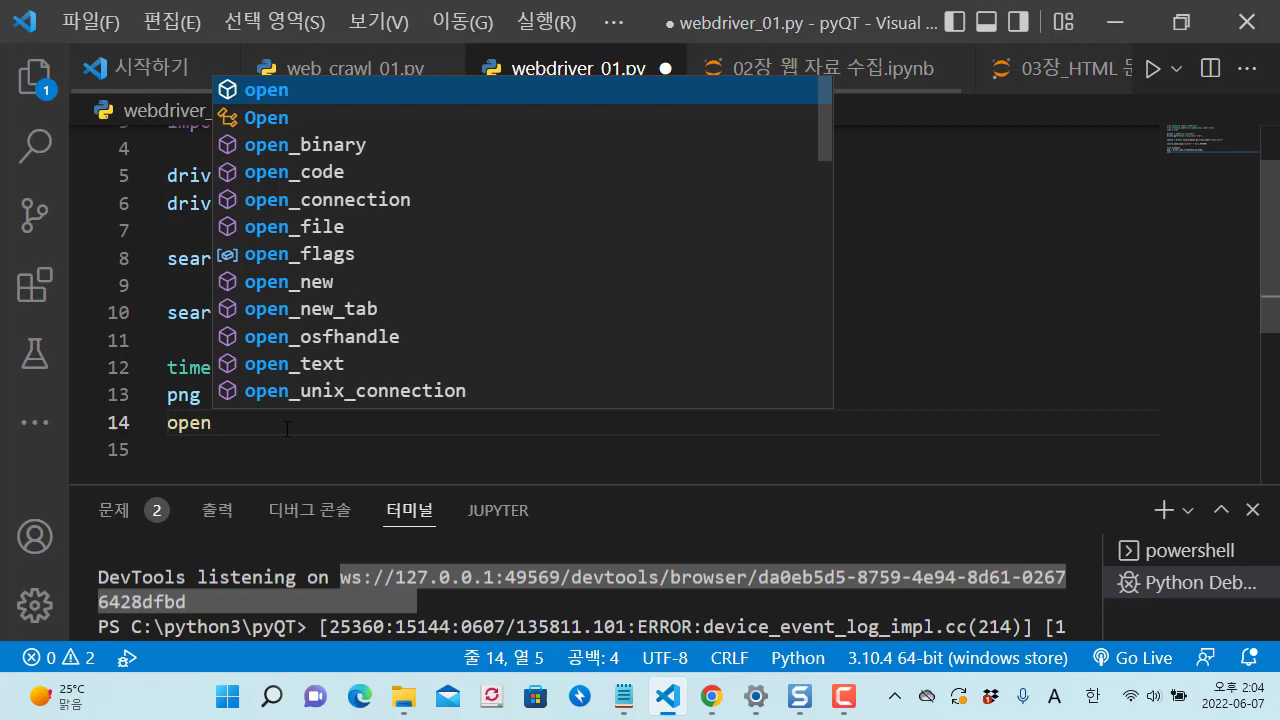 파일(F) 편집(E) 선택 영역(S) 보기(V) 이동(G) 실행(R) ··· ● webdriver_01.py - pyQT - Visual ...
시작하기 web_crawl_01.py webdriver_01.py ● 02장 웹 자료 수집.ipynb 03장_HTML 문
1
webdriver_
open
Open
open_binary
open_code
open_connection
open_file
open_flags
open_new
open_new_tab
open_osfhandle
open_text
open_unix_connection
4
5 driv
6 driv
7
8 sear
9
10 sear
11
12 time
13 png
14 open
15
문제 2 출력 디버그 콘솔 터미널 JUPYTER
DevTools listening on ws://127.0.0.1:49569/devtools/browser/da0eb5d5-8759-4e94-8d61-0267
6428dfbd
PS C:\python3\pyQT> [25360:15144:0607/135811.101:ERROR:device_event_log_impl.cc(214)] [1
powershell
Python Deb...
0 2 줄 14, 열 5 공백: 4 UTF-8 CRLF Python 3.10.4 64-bit (windows store) Go Live
25°C
맑음
A 한
오후 2:04
2022-06-07